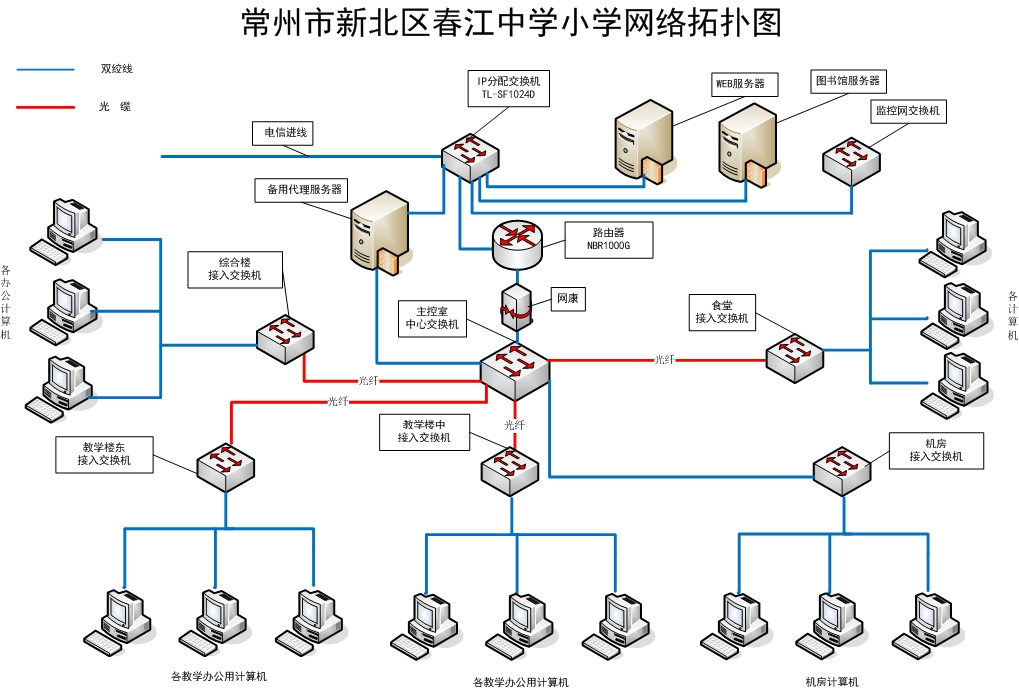 常州市新北区春江中学小学网络拓扑图
双绞线
光 缆
IP分配交换机
TL-SF1024D
WEB服务器
图书馆服务器
监控网交换机
电信进线
备用代理服务器
路由器
NBR1000G
综合楼
接入交换机
网康
主控室
中心交换机
食堂
接入交换机
各办公计算机
各计算机
光纤
光纤
光纤
光纤
教学楼东
接入交换机
教学楼中
接入交换机
机房
接入交换机
各教学办公用计算机
各教学办公用计算机
机房计算机